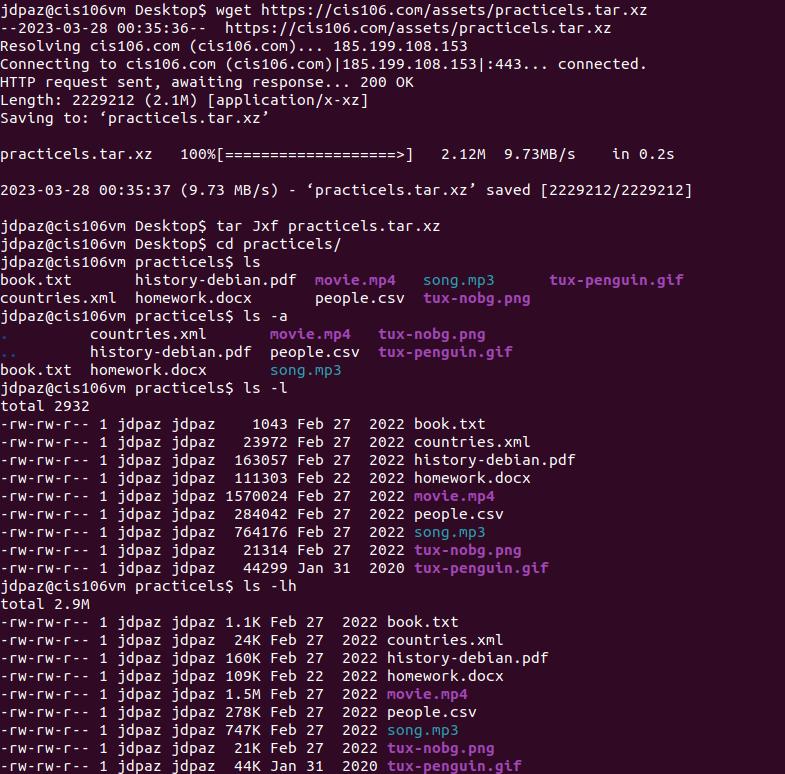 jdpaz@cis106vm Desktop$ wget https://cis106.com/assets/practicels.tar.xz
--2023-03-28 00:35:36--  https://cis106.com/assets/practicels.tar.xz
Resolving cis106.com (cis106.com)... 185.199.108.153
Connecting to cis106.com (cis106.com)|185.199.108.153|:443... connected.
HTTP request sent, awaiting response... 200 OK
Length: 2229212 (2.1M) [application/x-xz]
Saving to: ‘practicels.tar.xz’

practicels.tar.xz   100%[===================>]   2.12M  9.73MB/s    in 0.2s

2023-03-28 00:35:37 (9.73 MB/s) - ‘practicels.tar.xz’ saved [2229212/2229212]

jdpaz@cis106vm Desktop$ tar Jxf practicels.tar.xz
jdpaz@cis106vm Desktop$ cd practicels/
jdpaz@cis106vm practicels$ ls
book.txt       history-debian.pdf  movie.mp4   song.mp3      tux-penguin.gif
countries.xml  homework.docx       people.csv  tux-nobg.png
jdpaz@cis106vm practicels$ ls -a
.         countries.xml       movie.mp4   tux-nobg.png
..        history-debian.pdf  people.csv  tux-penguin.gif
book.txt  homework.docx       song.mp3
jdpaz@cis106vm practicels$ ls -l
total 2932
-rw-rw-r-- 1 jdpaz jdpaz    1043 Feb 27  2022 book.txt
-rw-rw-r-- 1 jdpaz jdpaz   23972 Feb 27  2022 countries.xml
-rw-rw-r-- 1 jdpaz jdpaz  163057 Feb 27  2022 history-debian.pdf
-rw-rw-r-- 1 jdpaz jdpaz  111303 Feb 22  2022 homework.docx
-rw-rw-r-- 1 jdpaz jdpaz 1570024 Feb 27  2022 movie.mp4
-rw-rw-r-- 1 jdpaz jdpaz  284042 Feb 27  2022 people.csv
-rw-rw-r-- 1 jdpaz jdpaz  764176 Feb 27  2022 song.mp3
-rw-rw-r-- 1 jdpaz jdpaz   21314 Feb 27  2022 tux-nobg.png
-rw-rw-r-- 1 jdpaz jdpaz   44299 Jan 31  2020 tux-penguin.gif
jdpaz@cis106vm practicels$ ls -lh
total 2.9M
-rw-rw-r-- 1 jdpaz jdpaz 1.1K Feb 27  2022 book.txt
-rw-rw-r-- 1 jdpaz jdpaz  24K Feb 27  2022 countries.xml
-rw-rw-r-- 1 jdpaz jdpaz 160K Feb 27  2022 history-debian.pdf
-rw-rw-r-- 1 jdpaz jdpaz 109K Feb 22  2022 homework.docx
-rw-rw-r-- 1 jdpaz jdpaz 1.5M Feb 27  2022 movie.mp4
-rw-rw-r-- 1 jdpaz jdpaz 278K Feb 27  2022 people.csv
-rw-rw-r-- 1 jdpaz jdpaz 747K Feb 27  2022 song.mp3
-rw-rw-r-- 1 jdpaz jdpaz  21K Feb 27  2022 tux-nobg.png
-rw-rw-r-- 1 jdpaz jdpaz  44K Jan 31  2020 tux-penguin.gif